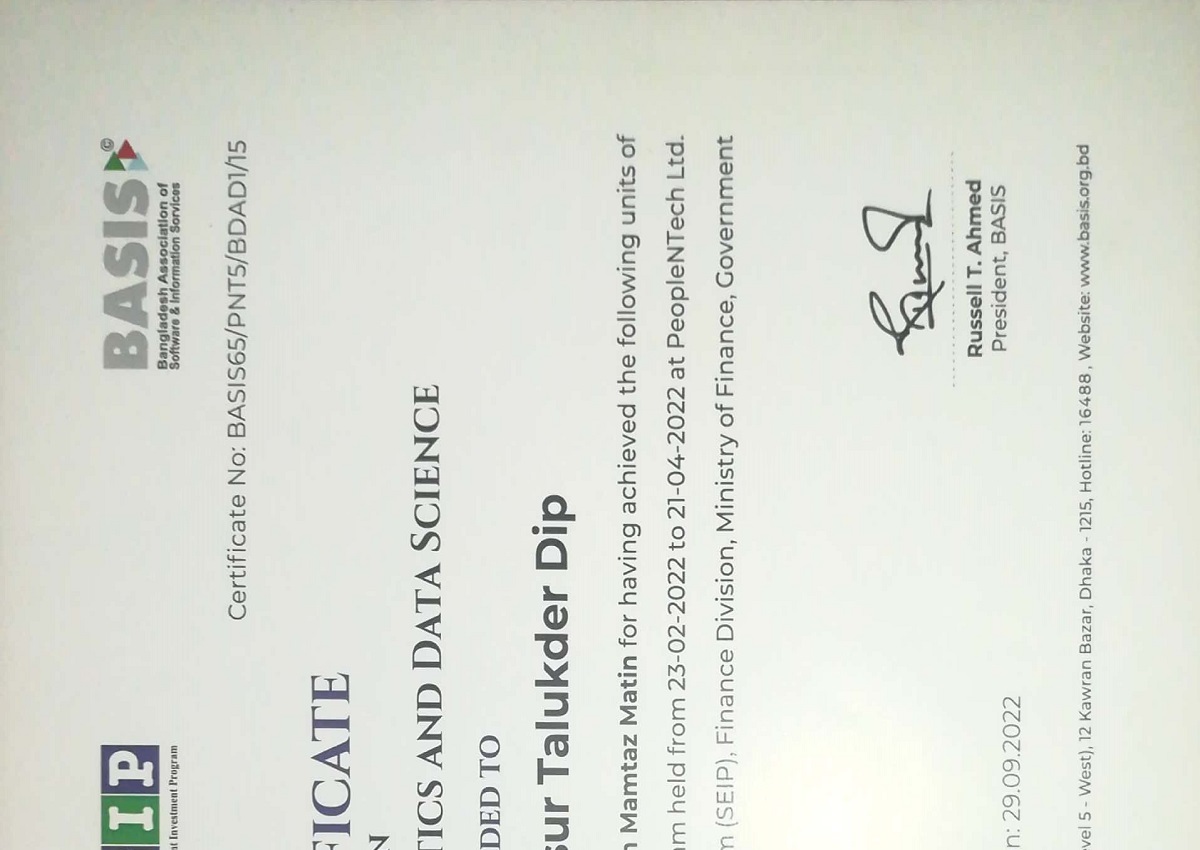 IP
nt Investment Program
BASIS
©
Bangladesh Association of
Software & Information Services
Certificate No: BASIS65/PNT5/BDAD1/15
FICATE
N
TICS AND DATA SCIENCE
DED TO
sur Talukder Dip
n Mamtaz Matin for having achieved the following units of
am held from 23-02-2022 to 21-04-2022 at PeopleNTech Ltd.
m (SEIP), Finance Division, Ministry of Finance, Government
Russell T. Ahmed
President, BASIS
n: 29.09.2022
vel 5 - West), 12 Kawran Bazar, Dhaka - 1215, Hotline: 16488, Website: www.basis.org.bd